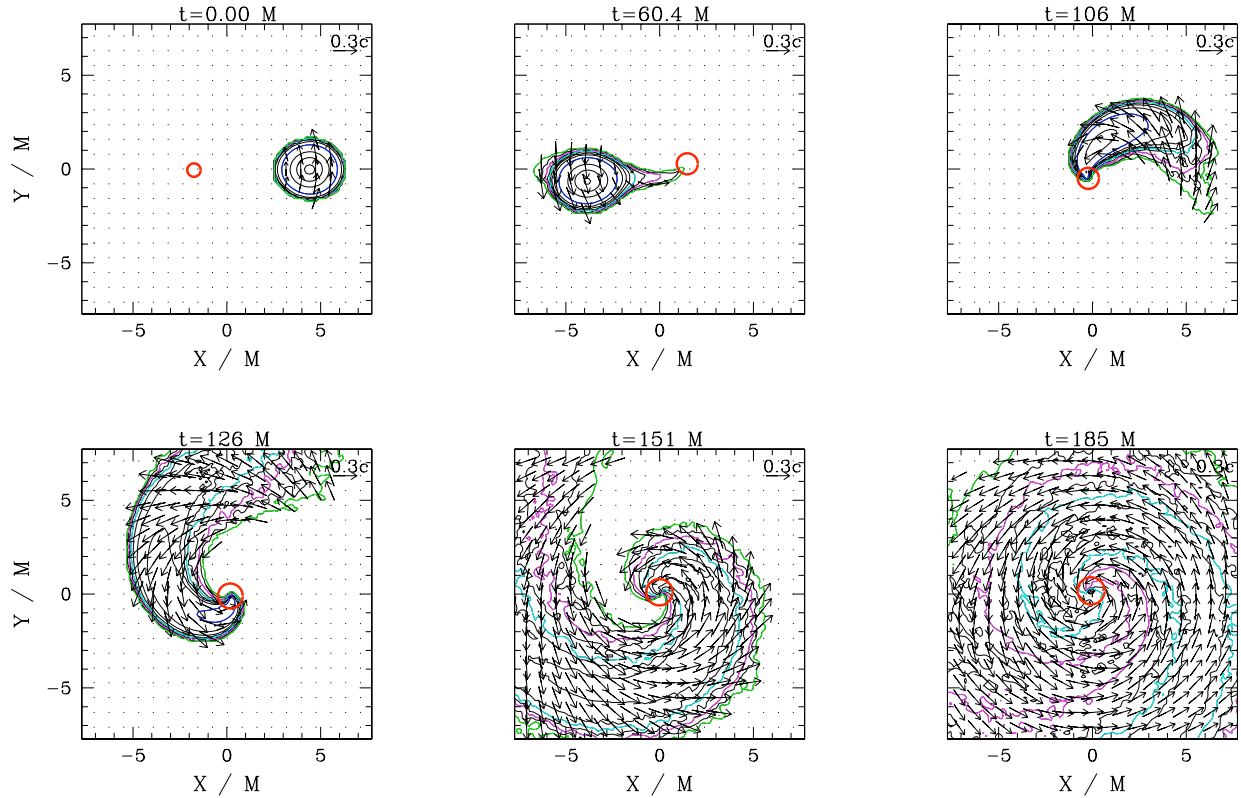 t=0.00 M
t=60.4 M
t=106 M
0.3c
0.3c
0.3c
5
0
−5
Y / M
−5 0 5
−5 0 5
−5 0 5
X / M
X / M
X / M
t=126 M
t=151 M
t=185 M
0.3c
0.3c
0.3c
5
0
−5
Y / M
−5 0 5
−5 0 5
−5 0 5
X / M
X / M
X / M